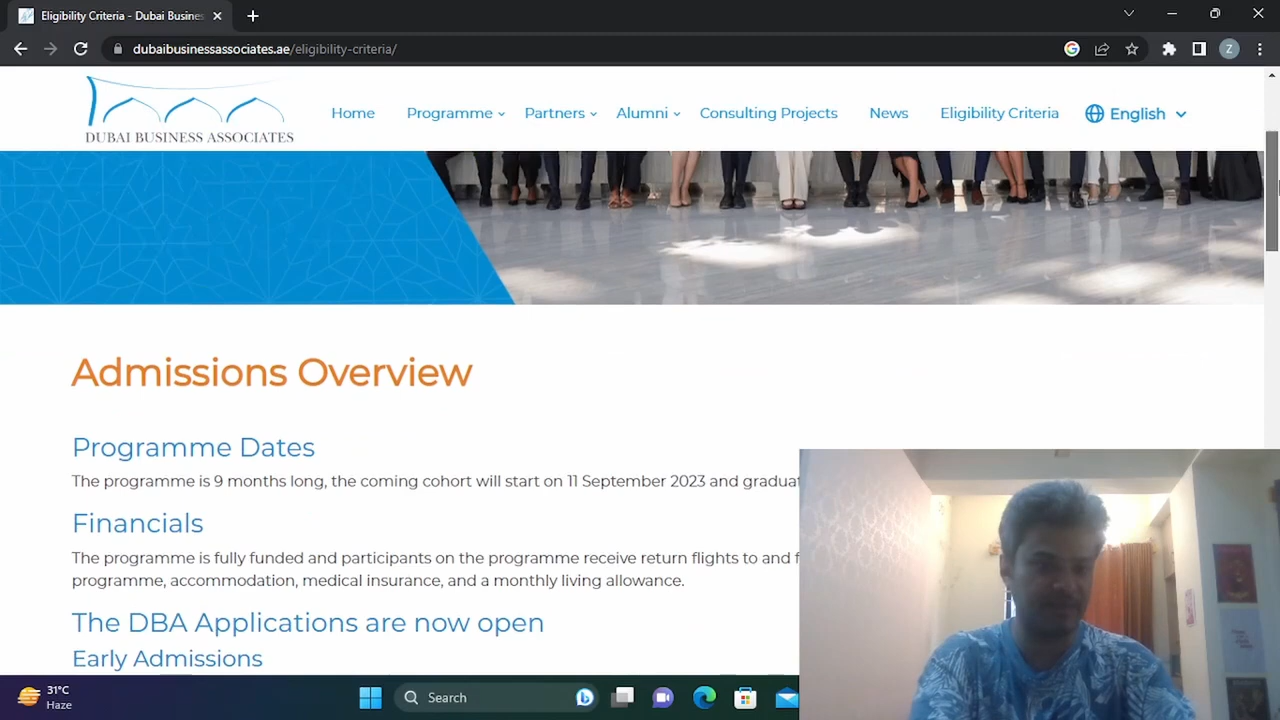 Eligibility Criteria - Dubai Busines
dubaibusinessassociates.ae/eligibility-criteria/
Z
DUBAI BUSINESS ASSOCIATES
Home Programme Partners Alumni Consulting Projects News Eligibility Criteria English
Admissions Overview
Programme Dates
The programme is 9 months long, the coming cohort will start on 11 September 2023 and
Financials
The programme is fully funded and participants on the programme receive return flights to and
programme, accommodation, medical insurance, and a monthly living allowance.
The DBA Applications are now open
Early Admissions
31°C
Haze
Search